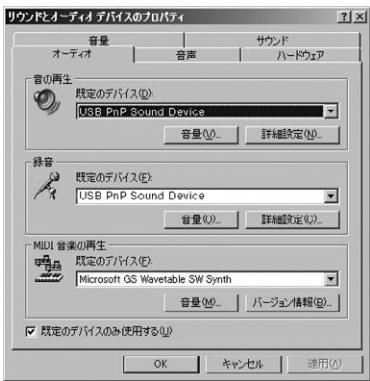 サウンドとオーディオ デバイスのプロパティ
音量 サウンド
オーディオ 音声 ハードウェア
音の再生
既定のデバイス(D):
USB PnP Sound Device
音量(V)... 詳細設定(N)...
録音
既定のデバイス(E):
USB PnP Sound Device
音量(O)... 詳細設定(C)...
MIDI 音楽の再生
既定のデバイス(F):
Microsoft GS Wavetable SW Synth
音量(M)... バージョン情報(B)...
既定のデバイスのみ使用する(U)
OK キャンセル 適用(A)